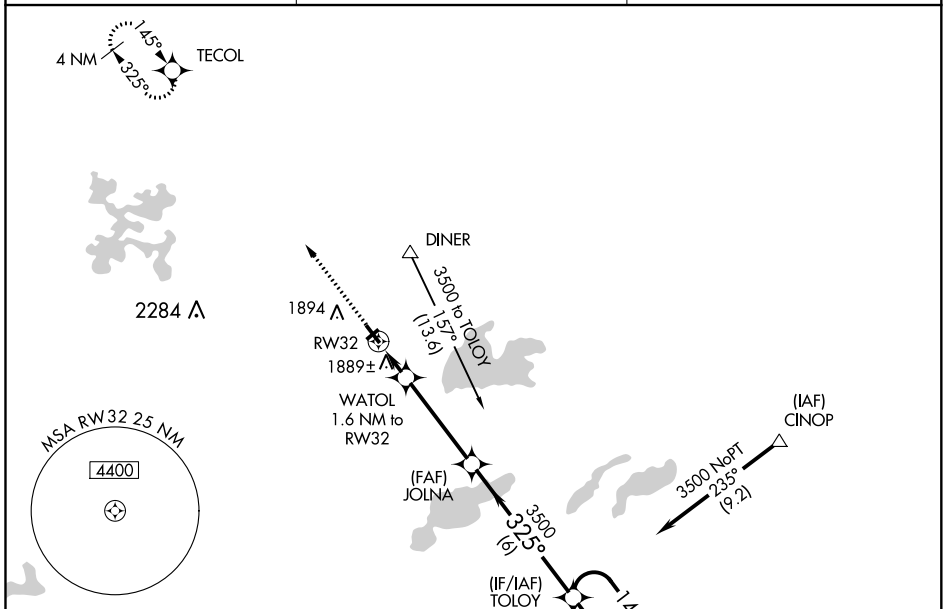 145°
4 NM
TECOL
325°
DINER
3500 to TOLOY
157°
(13.6)
2284
1894
RW32
1889±
WATOL
1.6 NM to
RW32
MSA RW32 25 NM
4400
(IAF)
CINOP
3500 NoPT
235°
(9.2)
(FAF)
JOLNA
3500
325°
(6)
(IF/IAF)
TOLOY